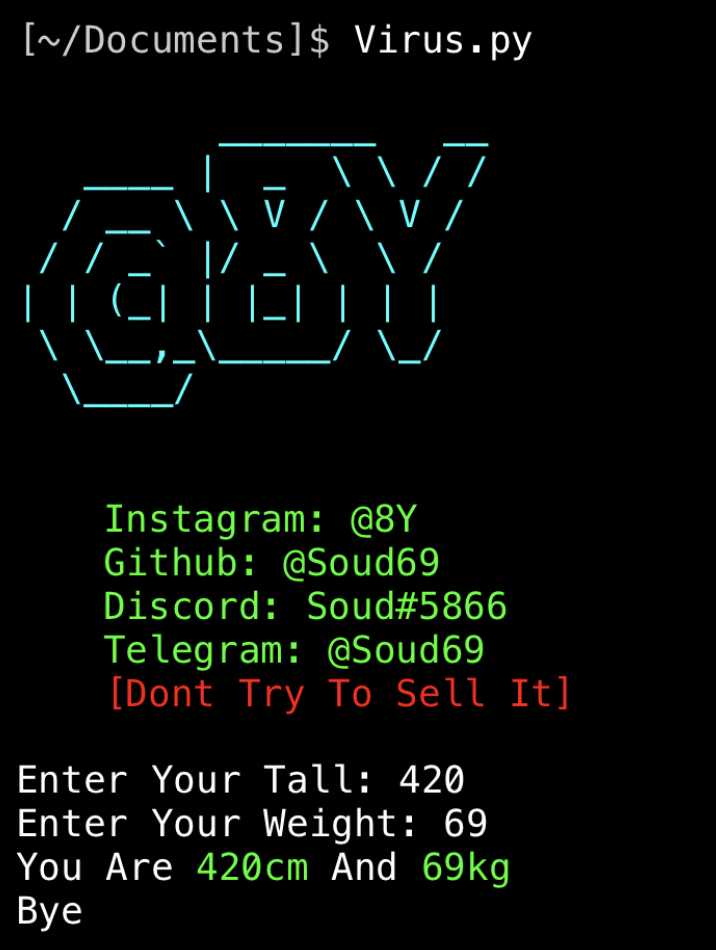 [~/Documents]$ Virus.py
@8Y
Instagram: @8Y
Github: @Soud69
Discord: Soud#5866
Telegram: @Soud69
[Dont Try To Sell It]
Enter Your Tall: 420
Enter Your Weight: 69
You Are 420cm And 69kg
Bye